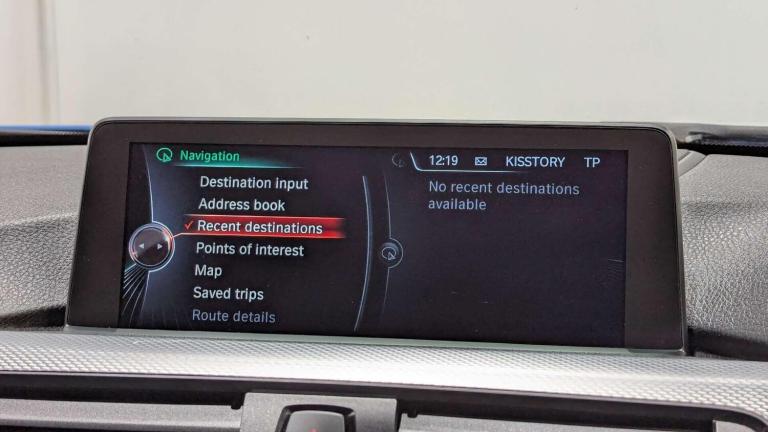 Navigation
12:19 KISSTORY TP
Destination input
Address book
Recent destinations
Points of interest
Map
Saved trips
Route details
No recent destinations
available